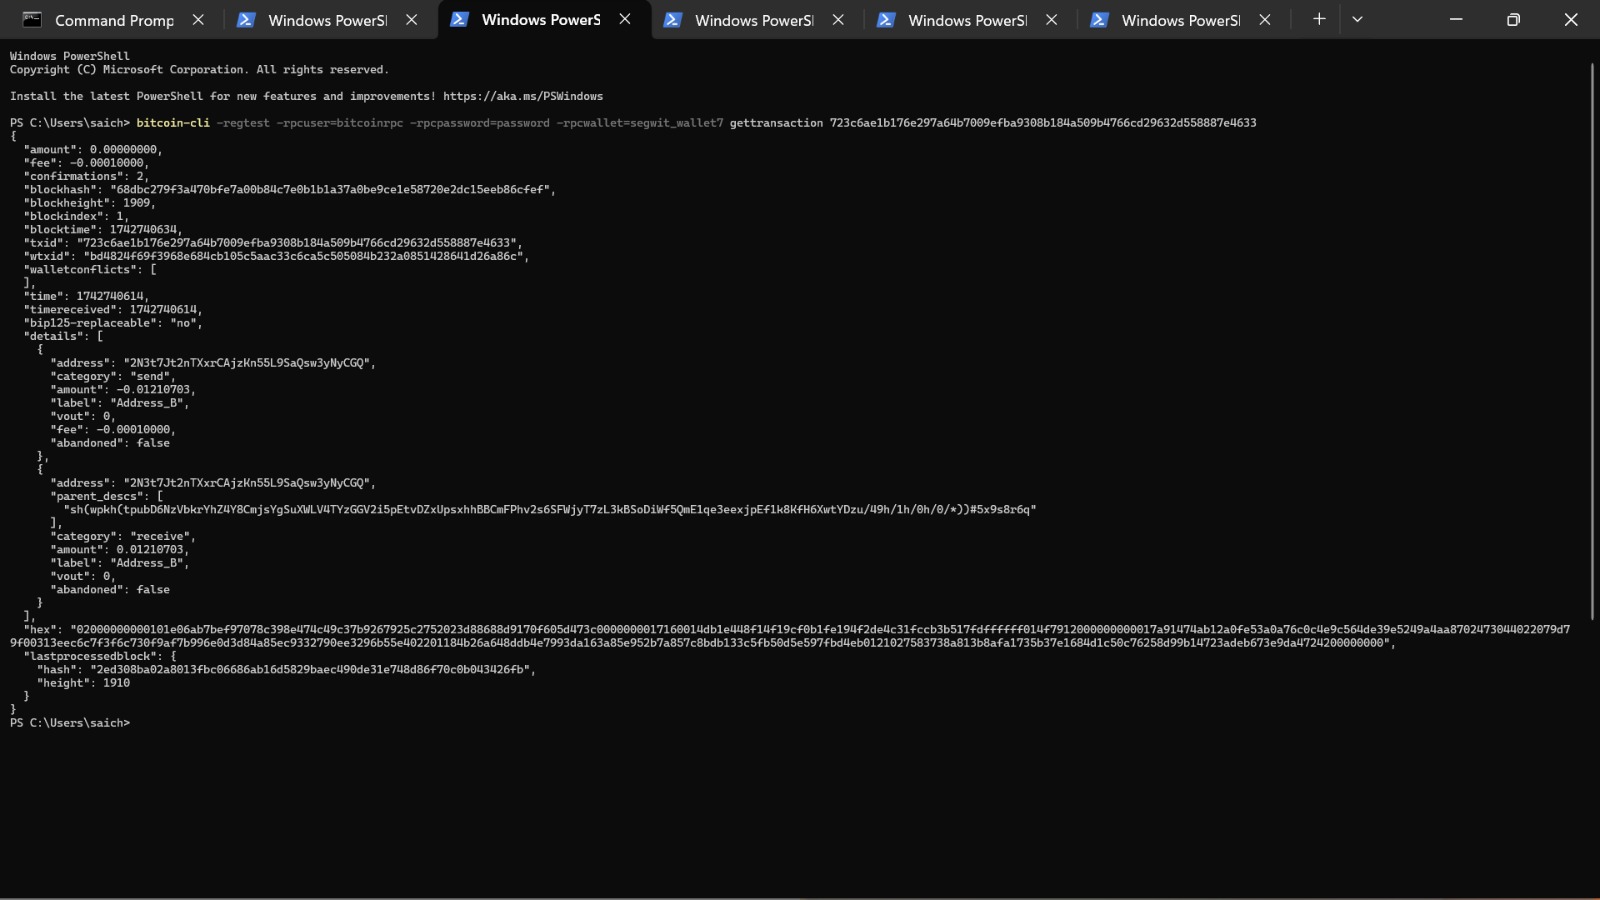 Command Promp
Windows PowerSl
Windows PowerS
Windows PowerSl
Windows PowerSl
Windows PowerSl
Windows PowerShell
Copyright (C) Microsoft Corporation. All rights reserved.
Install the latest PowerShell for new features and improvements! https://aka.ms/PSWindows
PS C:\Users\saich> bitcoin-cli -regtest -rpcuser=bitcoinrpc -rpcpassword=password -rpcwallet=segwit_wallet7 gettransaction 723c6ae1b176e297a64b7009efba9308b184a509b4766cd29632d558887e4633
{
"amount": 0.00000000,
"fee": -0.00010000,
"confirmations": 2,
"blockhash": "68dbc279f3a470bfe7a00b84c7e0b1b1a37a0be9ce1e58720e2dc15eeb86cfef",
"blockheight": 1909,
"blockindex": 1,
"blocktime": 1742740634,
"txid": "723c6ae1b176e297a64b7009efba9308b184a509b4766cd29632d558887e4633",
"wtxid": "bd4824f69f3968e684cb105c5aac33c6ca5c505084b232a0851428641d26a86c",
"walletconflicts": [
],
"time": 1742740614,
"timereceived": 1742740614,
"bip125-replaceable": "no",
"details": [
{
"address": "2N3t7Jt2nTXxrCAjzKn55L9SaQsw3yNyCGQ",
"category": "send",
"amount": -0.01210703,
"label": "Address_B",
"vout": 0,
"fee": -0.00010000,
"abandoned": false
},
{
"address": "2N3t7Jt2nTXxrCAjzKn55L9SaQsw3yNyCGQ",
"parent_descs": [
"sh(wpkh(tpubD6NzVbkrYhZ4Y8CmjsYgSuXWLV4TYzGGV2i5pEtvDZxUpsxhhBBCmFPhv2s6SFWjyT7zL3kBSoDiWf5QmE1qe3eexjpEf1k8KfH6XwtYDzu/49h/1h/0h/0/*))#5x9s8r6q"
],
"category": "receive",
"amount": 0.01210703,
"label": "Address_B",
"vout": 0,
"abandoned": false
}
],
"hex": "02000000000101e06ab7bef97078c398e474c49c37b9267925c2752023d88688d9170f605d473c0000000017160014db1e448f14f19cf0b1fe194f2de4c31fccb3b517fdffffff014f7912000000000017a91474ab12a0fe53a0a76c0c4e9c564de39e5249a4aa8702473044022079d7
9f00313eec6c7f3f6c730f9af7b996e0d3d84a85ec9332790ee3296b55e402201184b26a648ddb4e7993da163a85e952b7a857c8bdb133c5fb50d5e597fbd4eb0121027583738a813b8afa1735b37e1684d1c50c76258d99b14723adeb673e9da4724200000000",
"lastprocessedblock": {
"hash": "2ed308ba02a8013fbc06686ab16d5829baec490de31e748d86f70c0b043426fb",
"height": 1910
}
}
PS C:\Users\saich>